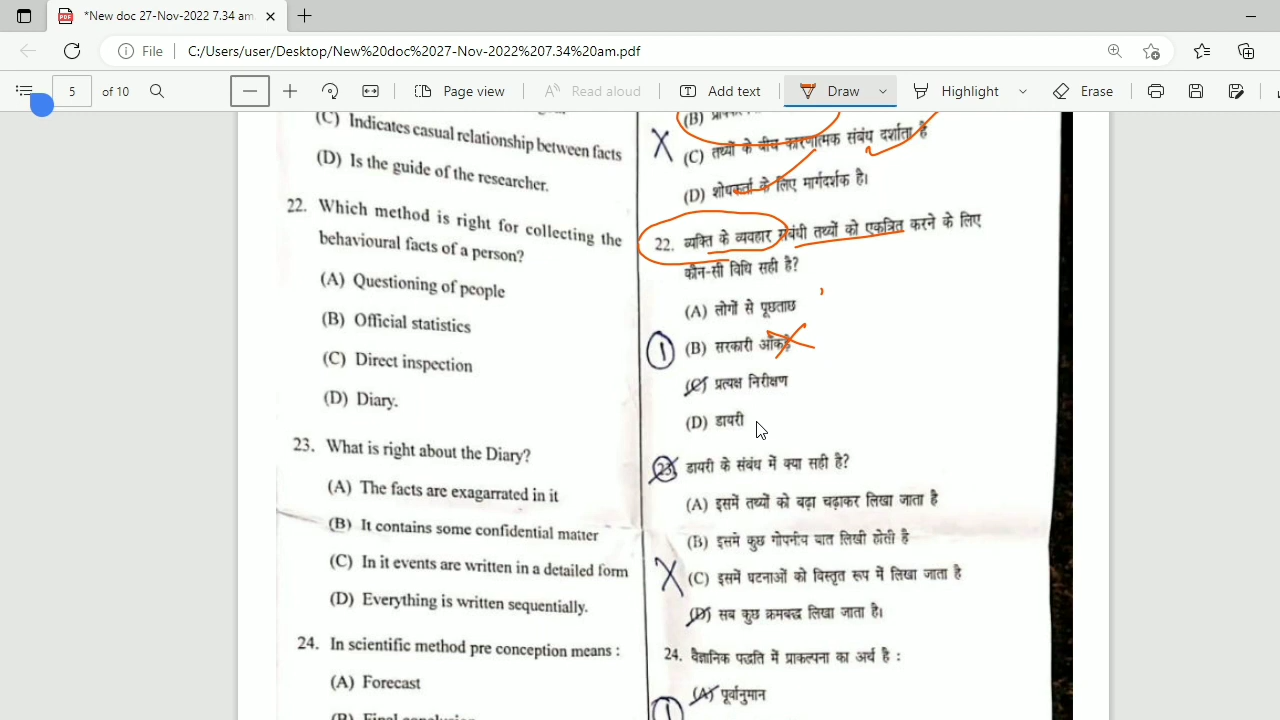 *New doc 27-Nov-2022 7.34 am.
File
C:/Users/user/Desktop/New%20doc%2027-Nov-2022%207.34%20am.pdf
5
of 10
Page view
Read aloud
Add text
Draw
Highlight
Erase
(C) Indicates casual relationship between facts
(D) Is the guide of the researcher.
22. Which method is right for collecting the
behavioural facts of a person?
(A) Questioning of people
(B) Official statistics
(C) Direct inspection
(D) Diary.
23. What is right about the Diary?
(A) The facts are exagarrated in it
(B) It contains some confidential matter
(C) In it events are written in a detailed form
(D) Everything is written sequentially.
24. In scientific method pre conception means :
(A) Forecast
(B) Final conclusion
(B)
X
(C) तथ्यों के बीच कारणात्मक संबंध दर्शाता है
(D) शोधकर्ता के लिए मार्गदर्शक है।
22. व्यक्ति के व्यवहार संबंधी तथ्यों को एकत्रित करने के लिए
कौन-सी विधि सही है?
(A) लोगों से पूछताछ
1
(B) सरकारी आँकड़े
(C) प्रत्यक्ष निरीक्षण
(D) डायरी
23. डायरी के संबंध में क्या सही है?
(A) इसमें तथ्यों को बढ़ा चढ़ाकर लिखा जाता है
(B) इसमें कुछ गोपनीय बात लिखी होती है
X
(C) इसमें घटनाओं को विस्तृत रूप में लिखा जाता है
(D) सब कुछ क्रमबद्ध लिखा जाता है।
24. वैज्ञानिक पद्धति में प्राकल्पना का अर्थ है :
(A) पूर्वानुमान
1